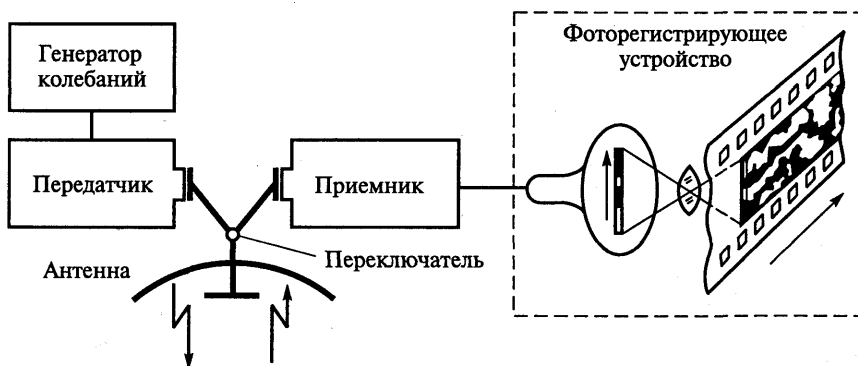 Генератор
колебаний
Фоторегистрирующее
устройство
Передатчик
Приемник
Переключатель
Антенна